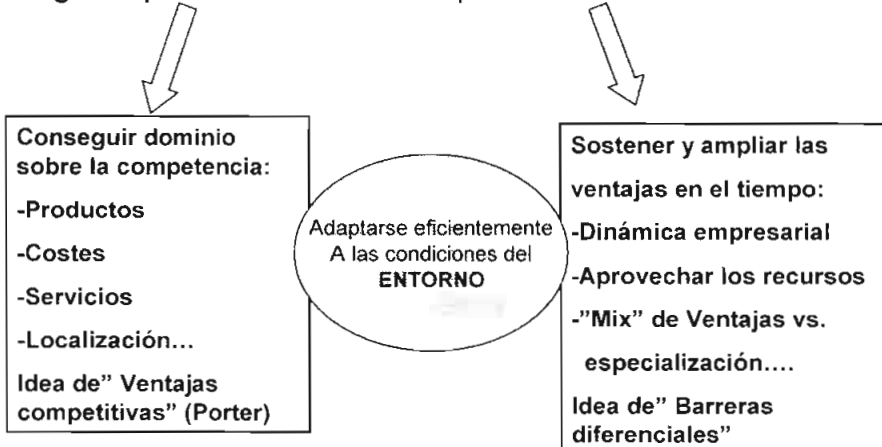 Conseguir dominio
sobre la competencia:
-Productos
-Costes
-Servicios
-Localización...
Idea de" Ventajas
competitivas" (Porter)
Adaptarse eficientemente
A las condiciones del
ENTORNO
Sostener y ampliar las
ventajas en el tiempo:
-Dinámica empresarial
-Aprovechar los recursos
-"Mix" de Ventajas vs.
especialización....
Idea de" Barreras
diferenciales"